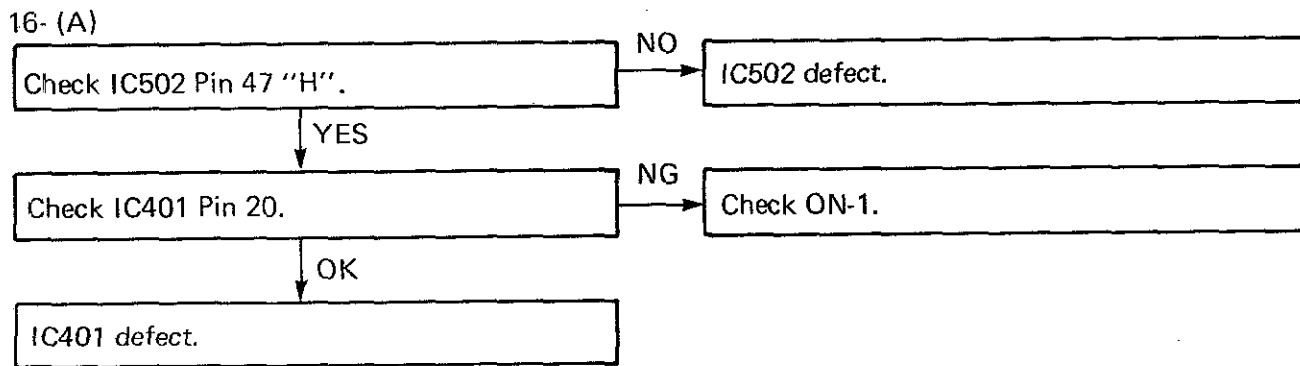 16- (A)
Check IC502 Pin 47 "H".
NO
IC502 defect.
YES
Check IC401 Pin 20.
NG
Check ON-1.
OK
IC401 defect.